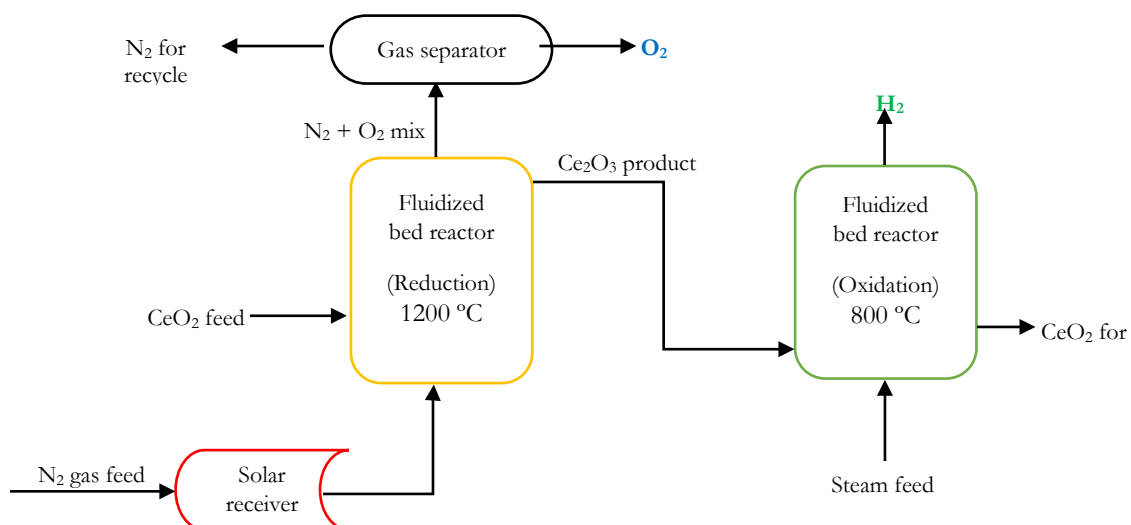 N₂ for
recycle
Gas separator
O₂
N₂ + O₂ mix
H₂
Ce₂O₃ product
Fluidized
bed reactor
(Reduction)
1200 ºC
Fluidized
bed reactor
(Oxidation)
800 ºC
CeO₂ feed
CeO₂ for
N₂ gas feed
Solar
receiver
Steam feed